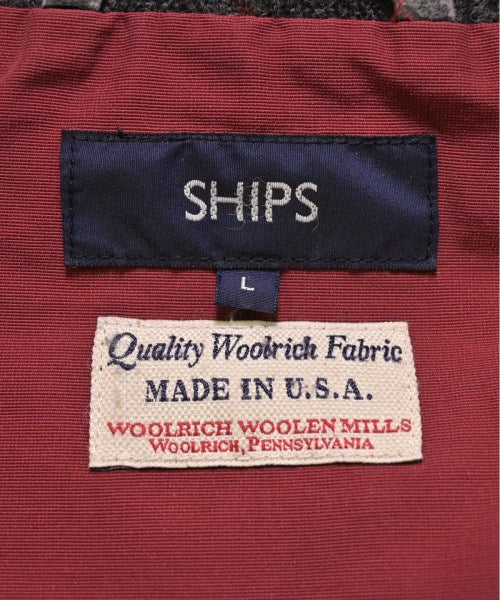 SHIPS
L
Quality Woolrich Fabric
MADE IN U.S.A.
WOOLRICH WOOLEN MILLS
WOOLRICH, PENNSYLVANIA